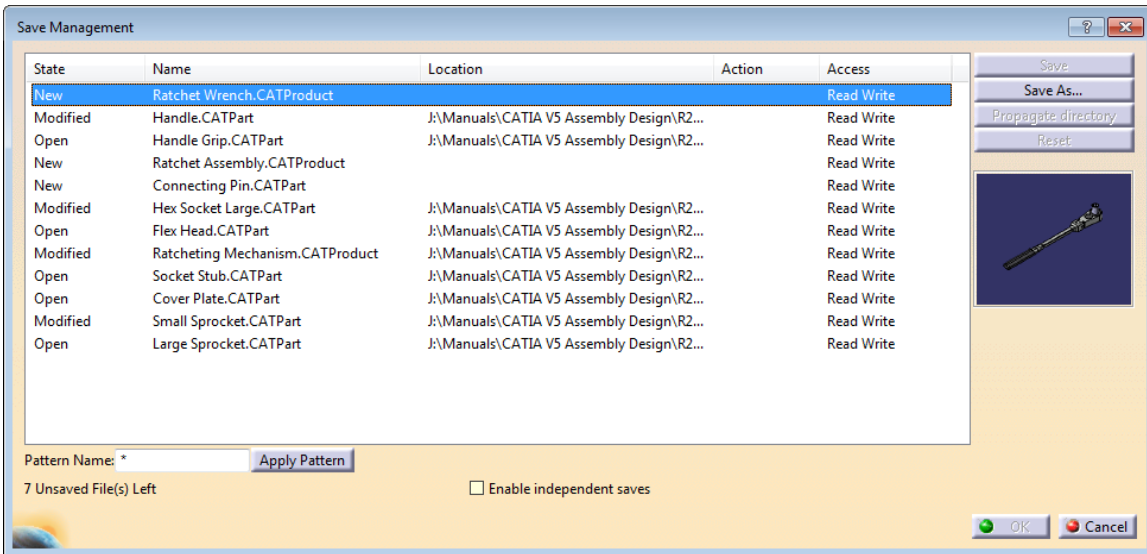 Save Management
State Name Location Action Access
New Ratchet Wrench.CATProduct Read Write
Modified Handle.CATPart J:\Manuals\CATIA V5 Assembly Design\R2... Read Write
Open Handle Grip.CATPart J:\Manuals\CATIA V5 Assembly Design\R2... Read Write
New Ratchet Assembly.CATProduct Read Write
New Connecting Pin.CATPart Read Write
Modified Hex Socket Large.CATPart J:\Manuals\CATIA V5 Assembly Design\R2... Read Write
Open Flex Head.CATPart J:\Manuals\CATIA V5 Assembly Design\R2... Read Write
Modified Ratcheting Mechanism.CATProduct J:\Manuals\CATIA V5 Assembly Design\R2... Read Write
Open Socket Stub.CATPart J:\Manuals\CATIA V5 Assembly Design\R2... Read Write
Open Cover Plate.CATPart J:\Manuals\CATIA V5 Assembly Design\R2... Read Write
Modified Small Sprocket.CATPart J:\Manuals\CATIA V5 Assembly Design\R2... Read Write
Open Large Sprocket.CATPart J:\Manuals\CATIA V5 Assembly Design\R2... Read Write
Save
Save As...
Propagate directory
Reset
Pattern Name: * Apply Pattern
7 Unsaved File(s) Left Enable independent saves
OK Cancel